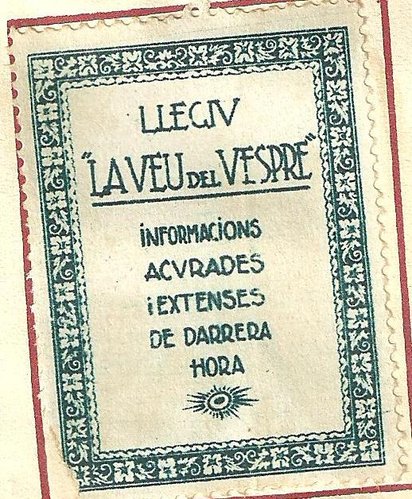 LLEGIV
"LA VEU DEL VESPRE"
iNFORMACiONS
ACVRADES
i EXTENSES
DE DARRERA
HORA